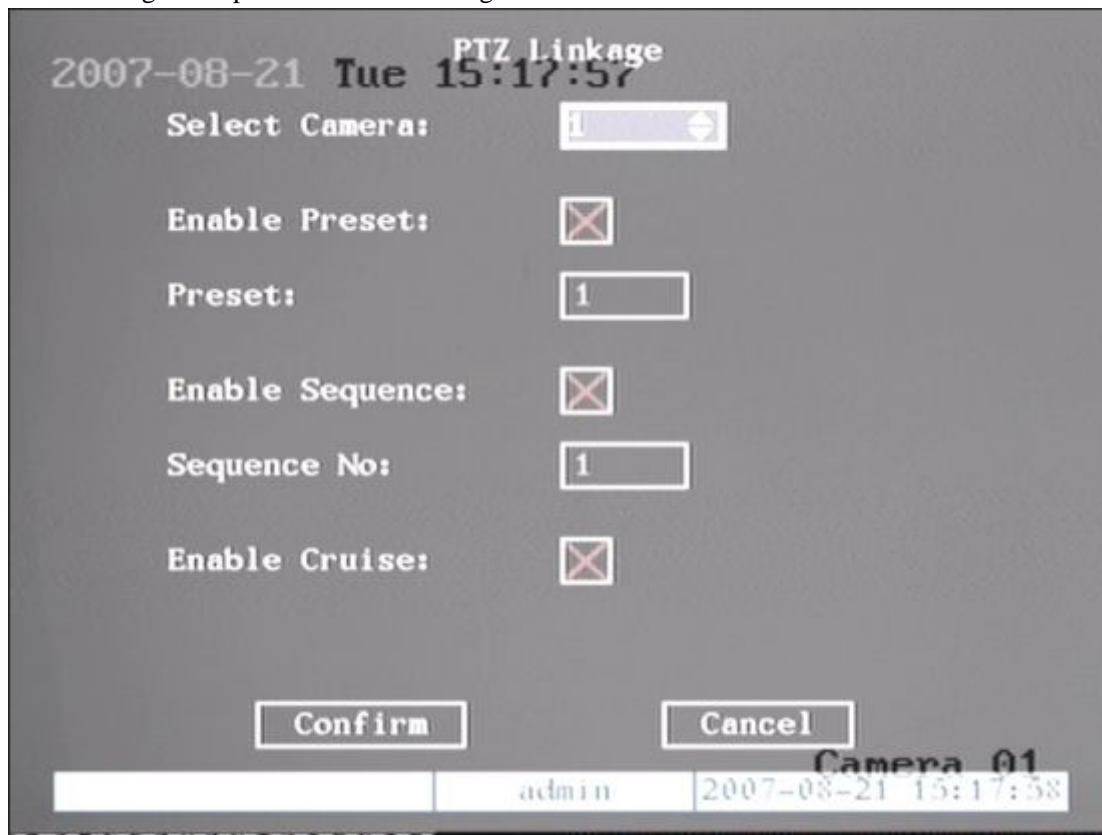 PTZ Linkage
2007-08-21 Tue 15:17:57
Select Camera: 1
Enable Preset:
Preset: 1
Enable Sequence:
Sequence No: 1
Enable Cruise:
Confirm Cancel
Camera 01
admin 2007-08-21 15:17:58